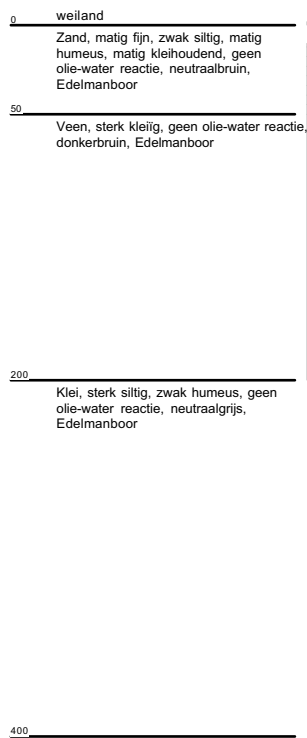 0 weiland
Zand, matig fijn, zwak siltig, matig
humeus, matig kleihoudend, geen
olie-water reactie, neutraalbruin,
Edelmanboor
50
Veen, sterk kleiïg, geen olie-water reactie,
donkerbruin, Edelmanboor
200
Klei, sterk siltig, zwak humeus, geen
olie-water reactie, neutraalgrijs,
Edelmanboor
400